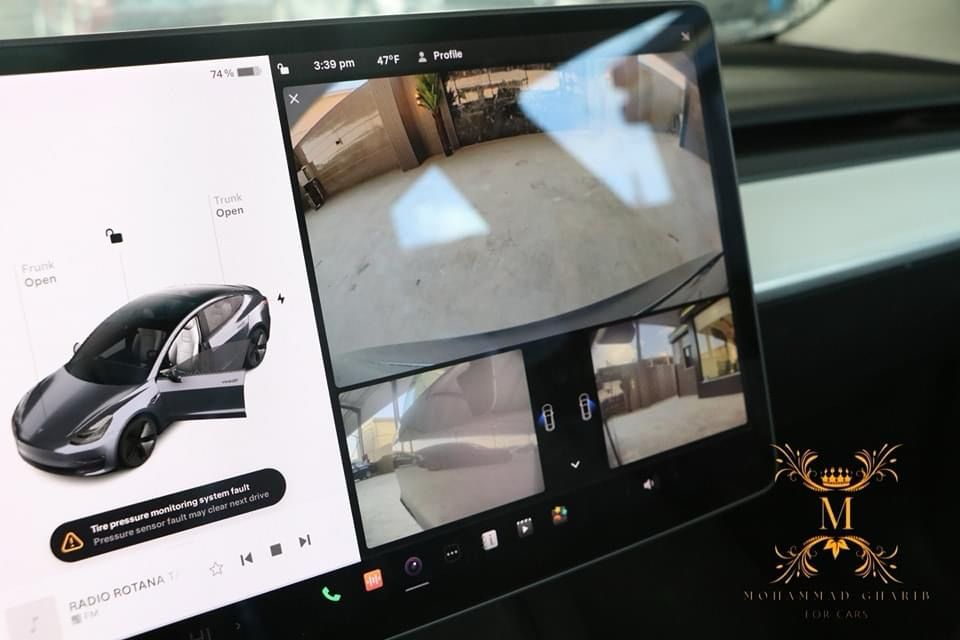 74%
3:39 pm 47°F Profile
Trunk
Open
Frunk
Open
Tire pressure monitoring system fault
Pressure sensor fault may clear next drive
RADIO ROTANA
FM
M
MOHAMMAD GHARIB
FOR CARS